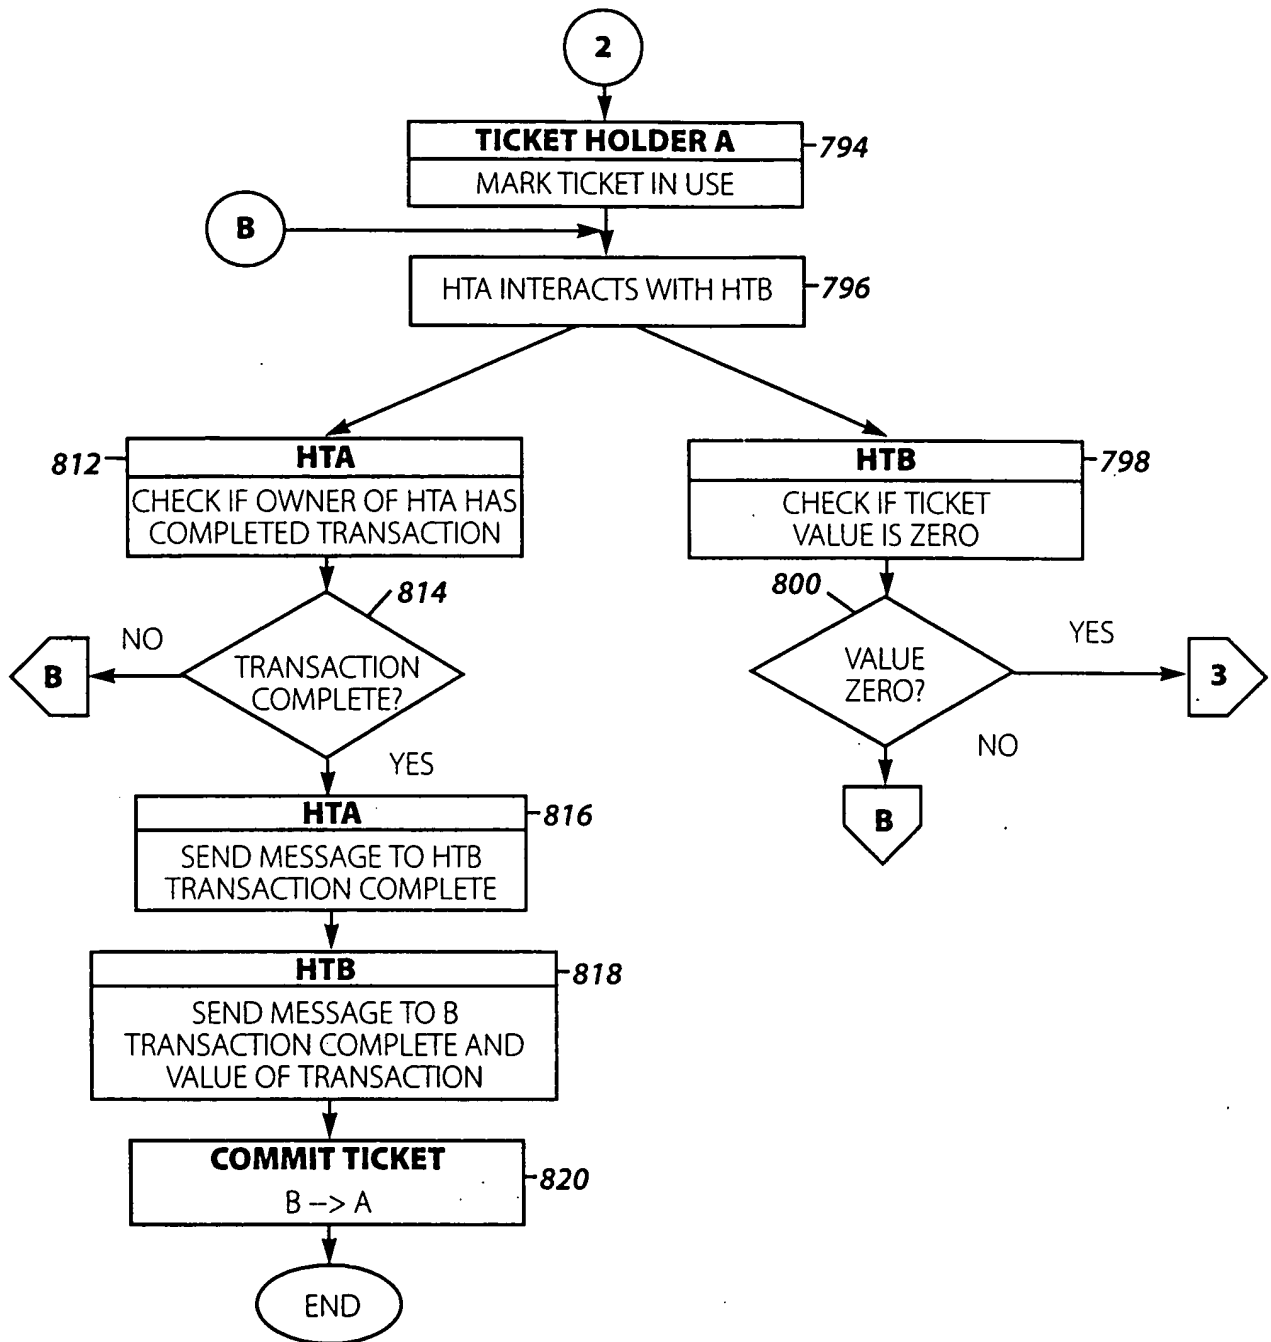 2
TICKET HOLDER A
794
MARK TICKET IN USE
B
HTA INTERACTS WITH HTB
796
812
HTA
CHECK IF OWNER OF HTA HAS
COMPLETED TRANSACTION
HTB
798
CHECK IF TICKET
VALUE IS ZERO
814
NO
B
TRANSACTION
COMPLETE?
YES
800
VALUE
ZERO?
YES
3
NO
B
HTA
816
SEND MESSAGE TO HTB
TRANSACTION COMPLETE
HTB
818
SEND MESSAGE TO B
TRANSACTION COMPLETE AND
VALUE OF TRANSACTION
COMMIT TICKET
820
B --> A
END